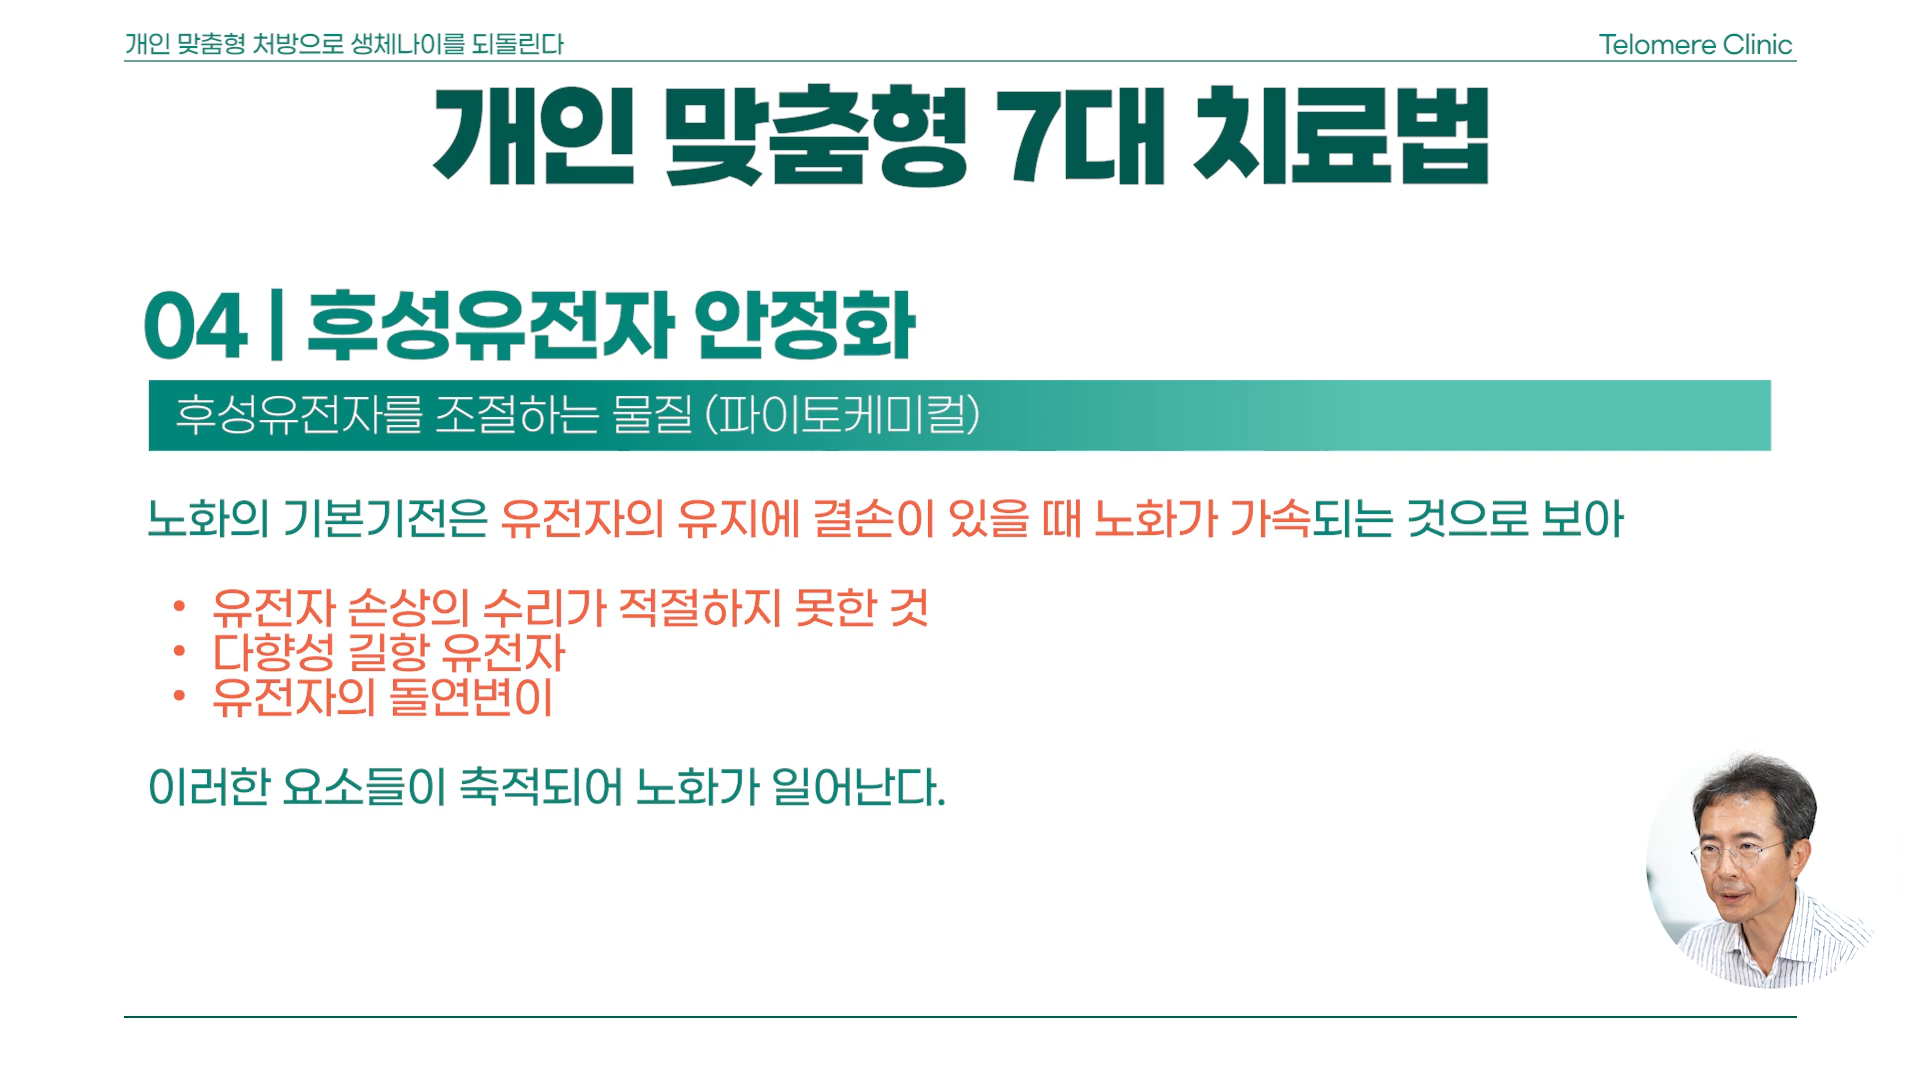 개인 맞춤형 처방으로 생체나이를 되돌린다
Telomere Clinic
개인 맞춤형 7대 치료법
04 | 후성유전자 안정화
후성유전자를 조절하는 물질 (파이토케미컬)
노화의 기본기전은 유전자의 유지에 결손이 있을 때 노화가 가속되는 것으로 보아
• 유전자 손상의 수리가 적절하지 못한 것
• 다향성 길항 유전자
• 유전자의 돌연변이
이러한 요소들이 축적되어 노화가 일어난다.